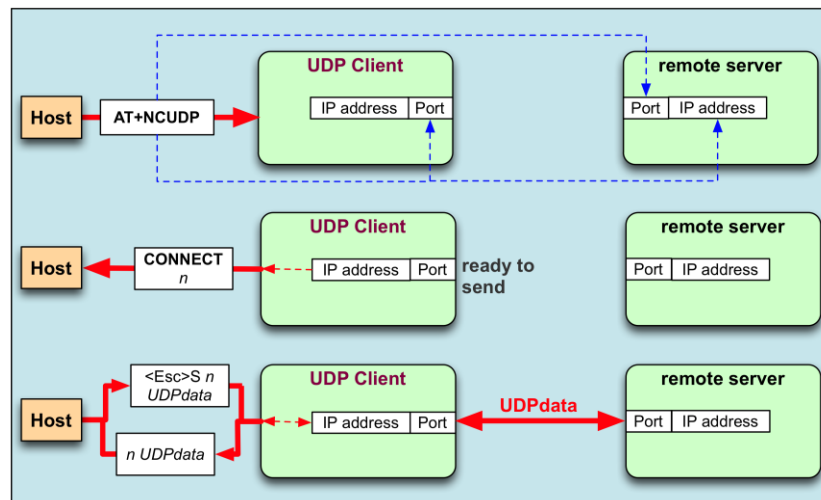 UDP Client
remote server
Host
AT+NCUDP
IP address
Port
Port
IP address
UDP Client
remote server
Host
CONNECT
n
IP address
Port
ready to
send
Port
IP address
UDP Client
remote server
Host
<Esc>S n
UDPdata
n UDPdata
IP address
Port
UDPdata
Port
IP address